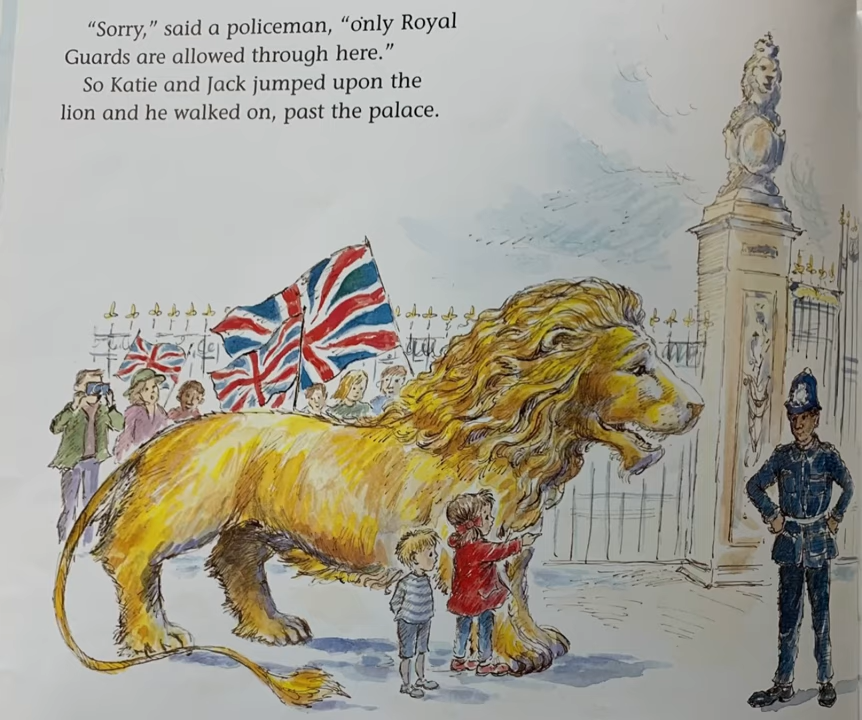 “Sorry,” said a policeman, “only Royal
Guards are allowed through here.”
So Katie and Jack jumped upon the
lion and he walked on, past the palace.